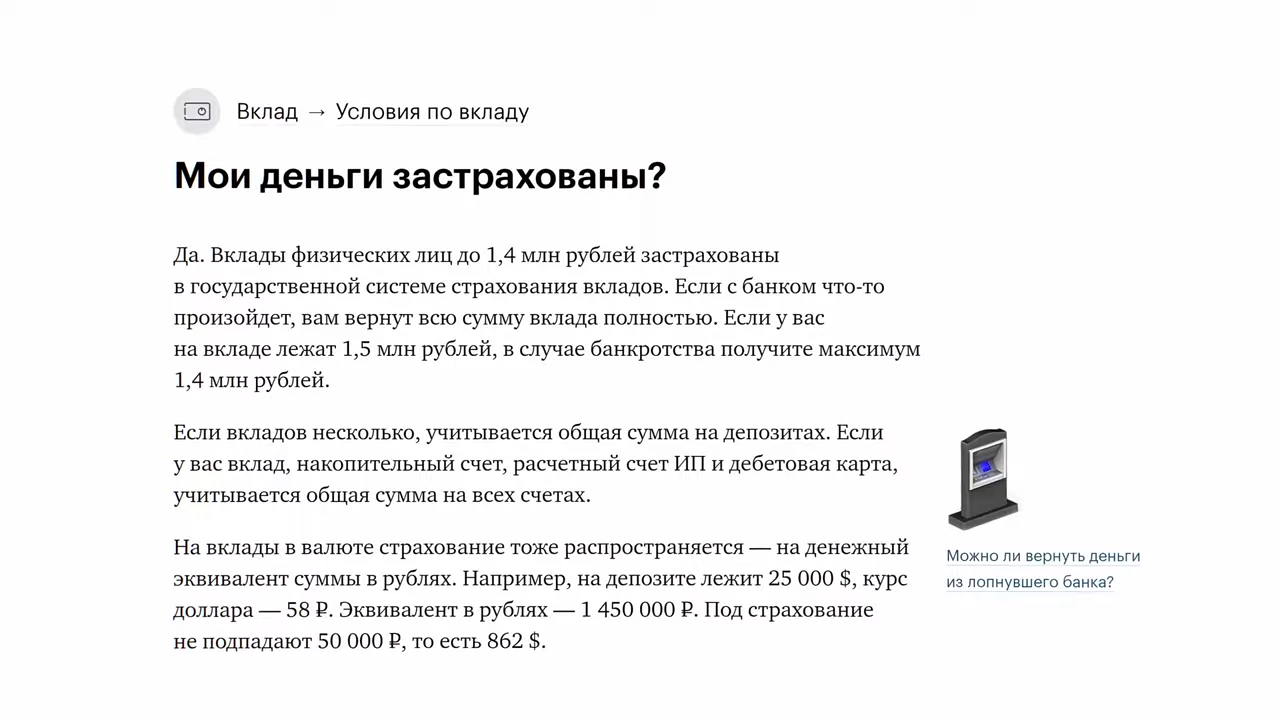 Вклад → Условия по вкладу
Мои деньги застрахованы?
Да. Вклады физических лиц до 1,4 млн рублей застрахованы
в государственной системе страхования вкладов. Если с банком что-то
произойдет, вам вернут всю сумму вклада полностью. Если у вас
на вкладе лежат 1,5 млн рублей, в случае банкротства получите максимум
1,4 млн рублей.
Если вкладов несколько, учитывается общая сумма на депозитах. Если
у вас вклад, накопительный счет, расчетный счет ИП и дебетовая карта,
учитывается общая сумма на всех счетах.
На вклады в валюте страхование тоже распространяется — на денежный
эквивалент суммы в рублях. Например, на депозите лежит 25 000 $, курс
доллара — 58 ₽. Эквивалент в рублях — 1 450 000 ₽. Под страхование
не подпадают 50 000 ₽, то есть 862 $.
Можно ли вернуть деньги
из лопнувшего банка?